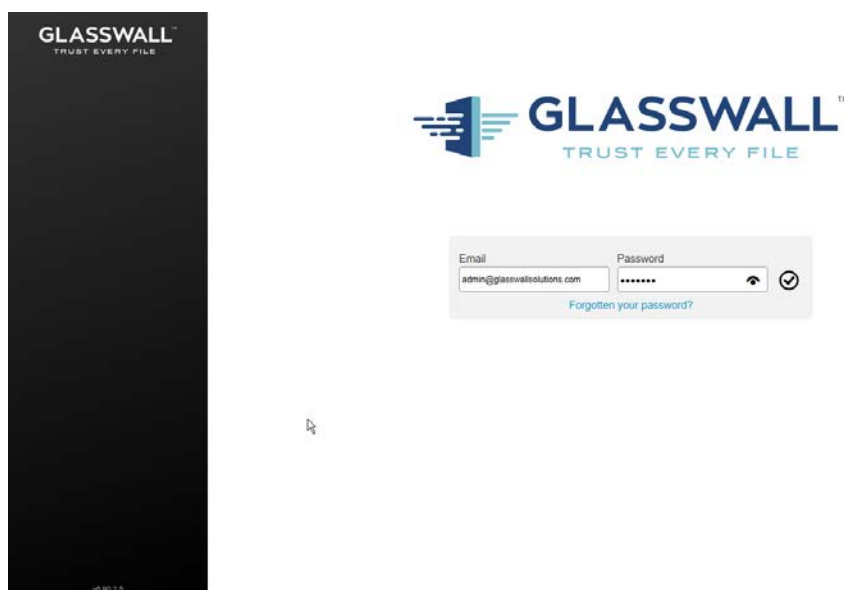 GLASSWALL™
TRUST EVERY FILE
GLASSWALL™
TRUST EVERY FILE
Email
Password
admin@glasswallsolutions.com
•••••••
Forgotten your password?